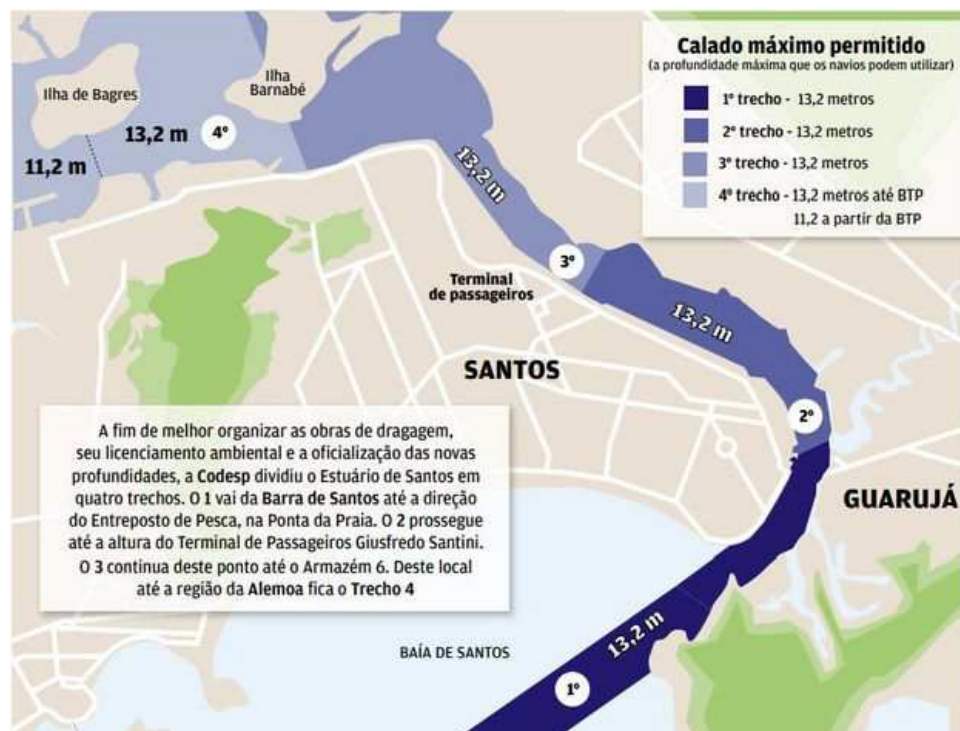 Calado máximo permitido
(a profundidade máxima que os navios podem utilizar)
1º trecho - 13,2 metros
2º trecho - 13,2 metros
3º trecho - 13,2 metros
4º trecho - 13,2 metros até BTP
11,2 a partir da BTP
Ilha de Bagres
Ilha
Barnabé
13,2 m
4º
11,2 m
13,2 m
3º
Terminal
de passageiros
13,2 m
SANTOS
2º
GUARUJÁ
A fim de melhor organizar as obras de dragagem,
seu licenciamento ambiental e a oficialização das novas
profundidades, a Codesp dividiu o Estuário de Santos em
quatro trechos. O 1 vai da Barra de Santos até a direção
do Entreposto de Pesca, na Ponta da Praia. O 2 prossegue
até a altura do Terminal de Passageiros Giusfredo Santini.
O 3 continua deste ponto até o Armazém 6. Deste local
até a região da Alemoa fica o Trecho 4
13,2 m
BAÍA DE SANTOS
1º